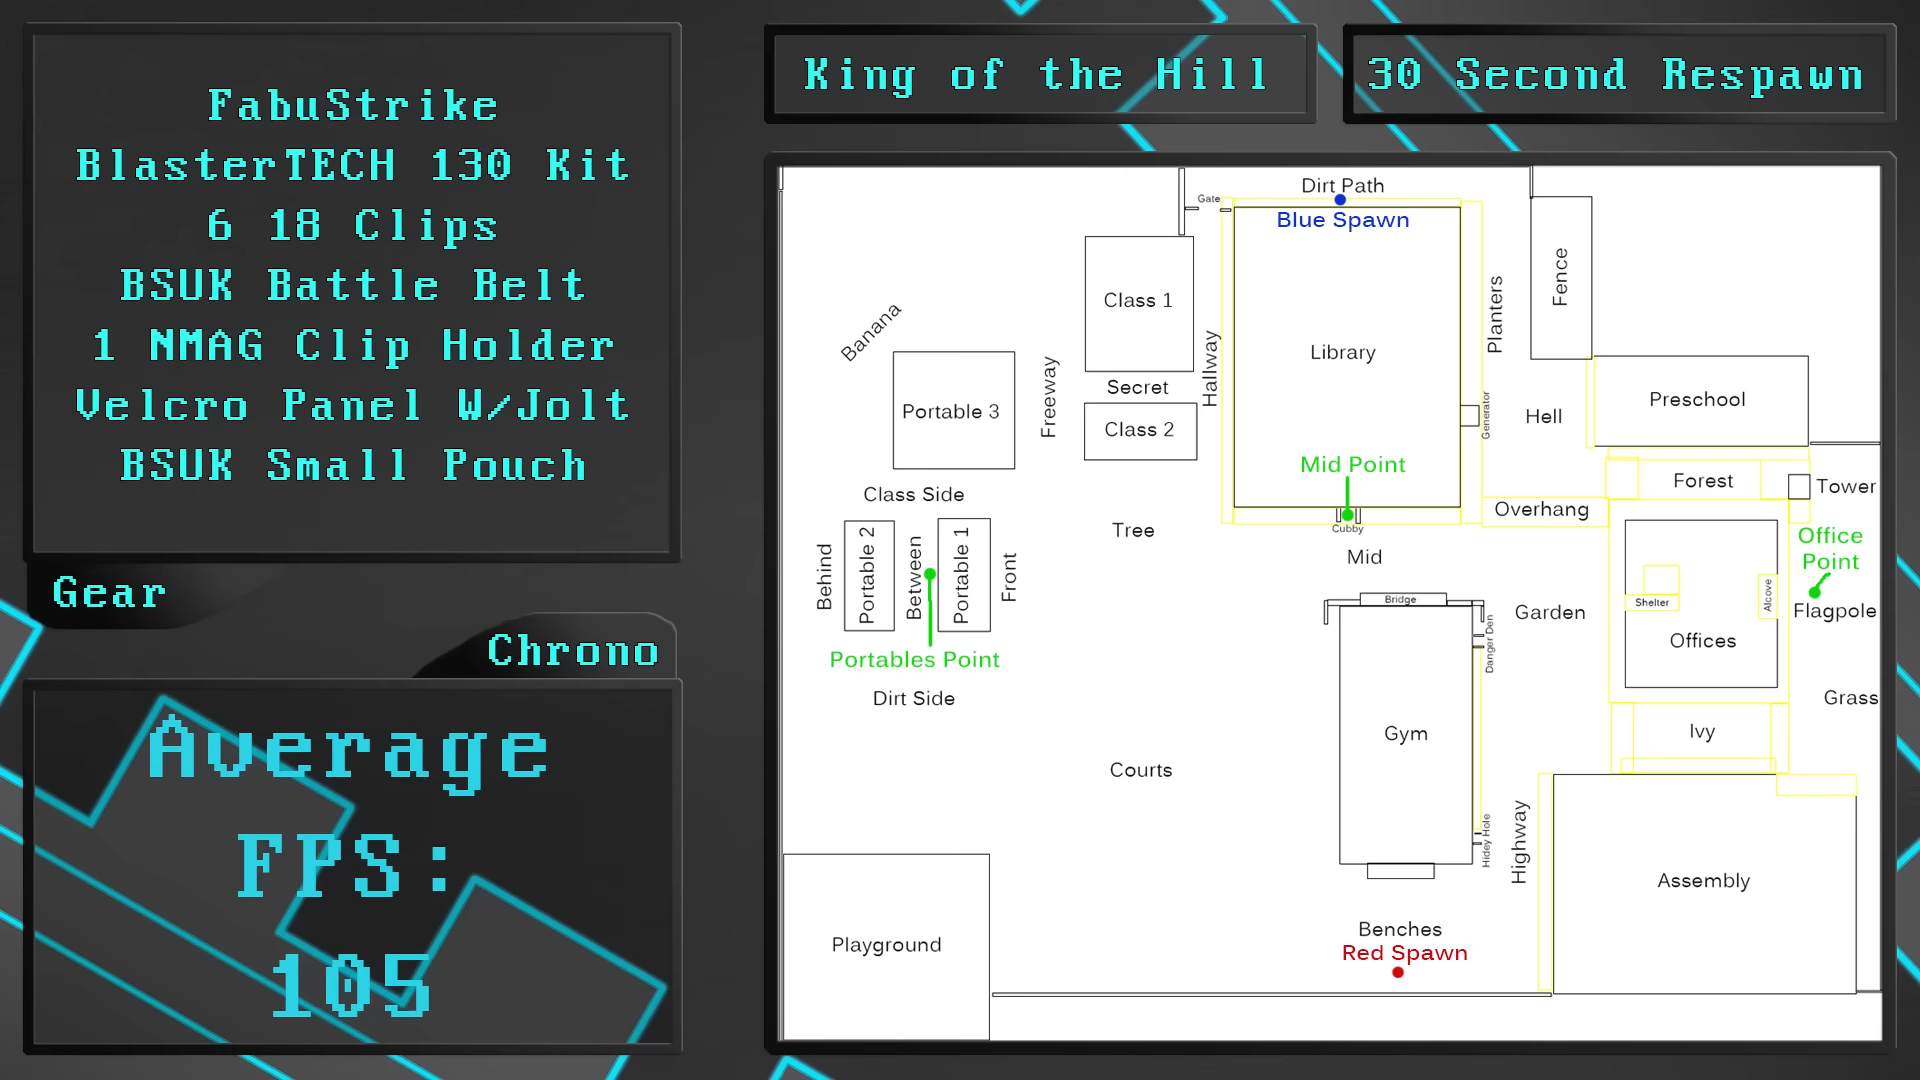 FabuStrike
BlasterTECH 130 Kit
6 18 Clips
BSUK Battle Belt
1 NMAG Clip Holder
Velcro Panel W/Jolt
BSUK Small Pouch
Gear
Chrono
Average
FPS:
105
King of the Hill
30 Second Respawn
Dirt Path
Gate
Blue Spawn
Class 1
Fence
Banana
Planters
Hallway
Library
Secret
Freeway
Portable 3
Class 2
Generator
Hell
Preschool
Mid Point
Class Side
Forest
Tower
Overhang
Tree
Cubby
Mid
Office
Point
Behind
Portable 2
Between
Portable 1
Front
Bridge
Shelter
Alcove
Garden
Flagpole
Danger Den
Offices
Portables Point
Dirt Side
Grass
Gym
Ivy
Courts
Hidey Hole
Highway
Assembly
Playground
Benches
Red Spawn